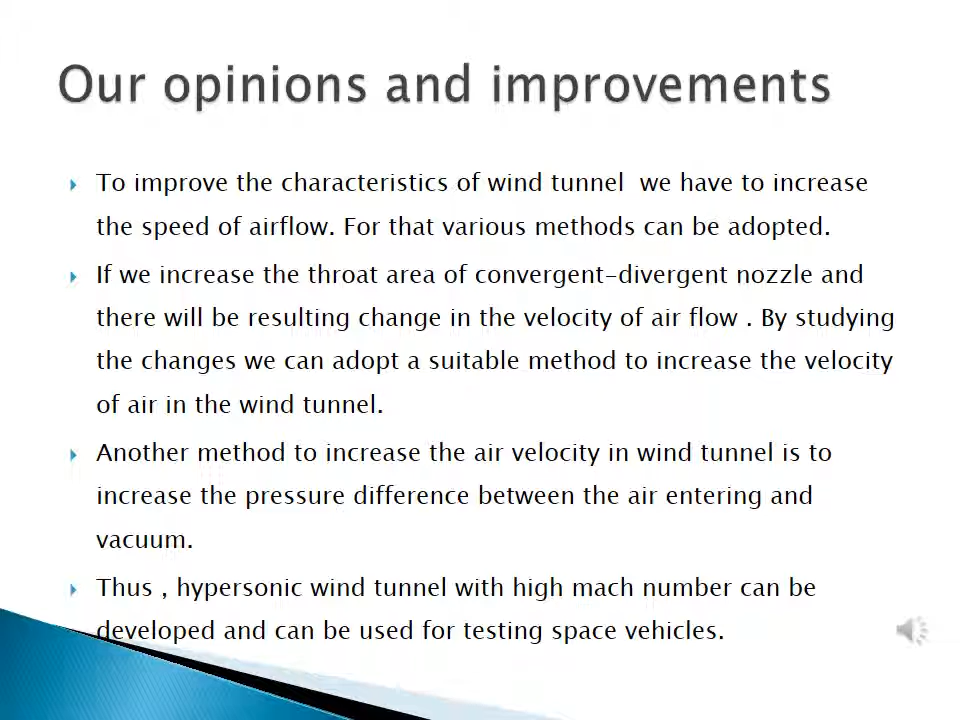 Our opinions and improvements
To improve the characteristics of wind tunnel  we have to increase
the speed of airflow. For that various methods can be adopted.
If we increase the throat area of convergent-divergent nozzle and
there will be resulting change in the velocity of air flow . By studying
the changes we can adopt a suitable method to increase the velocity
of air in the wind tunnel.
Another method to increase the air velocity in wind tunnel is to
increase the pressure difference between the air entering and
vacuum.
Thus , hypersonic wind tunnel with high mach number can be
developed and can be used for testing space vehicles.